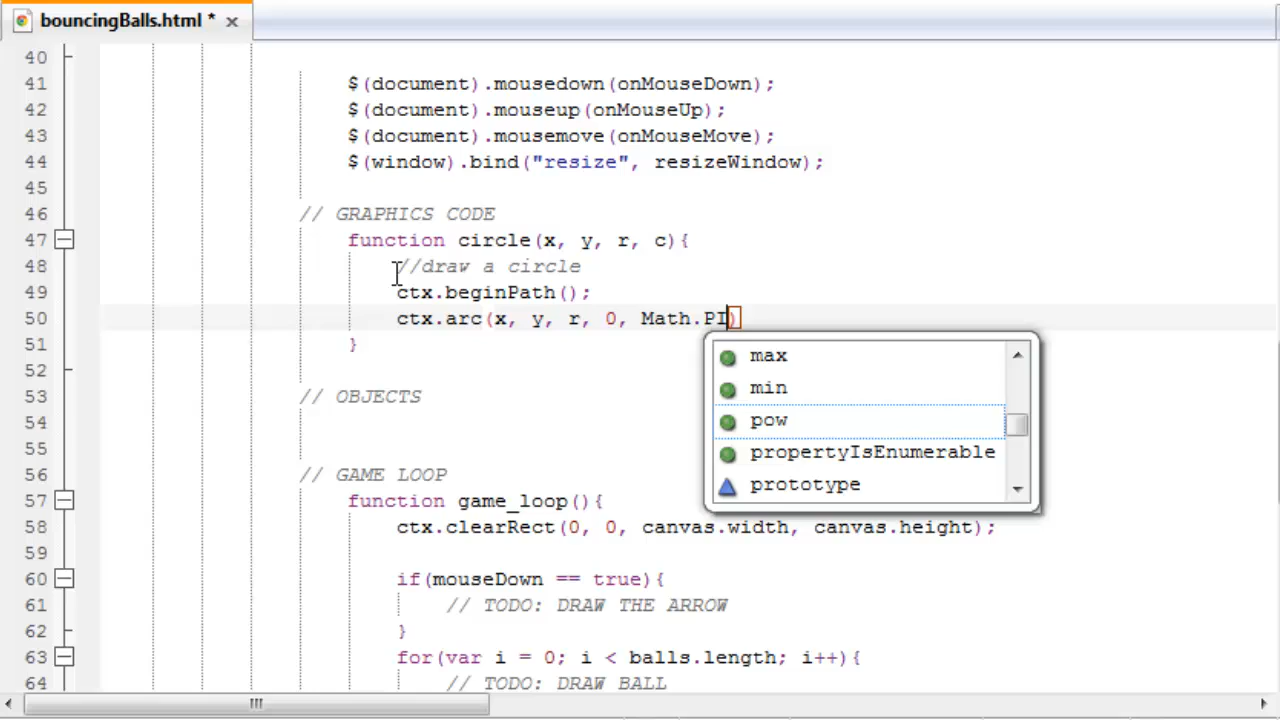 bouncingBalls.html *
40
41 $(document).mousedown(onMouseDown);
42 $(document).mouseup(onMouseUp);
43 $(document).mousemove(onMouseMove);
44 $(window).bind("resize", resizeWindow);
45
46 // GRAPHICS CODE
47 function circle(x, y, r, c){
48 //draw a circle
49 ctx.beginPath();
50 ctx.arc(x, y, r, 0, Math.PI)
51 }
52
53 // OBJECTS
54
55
56 // GAME LOOP
57 function game_loop(){
58 ctx.clearRect(0, 0, canvas.width, canvas.height);
59
60 if(mouseDown == true){
61 // TODO: DRAW THE ARROW
62 }
63 for(var i = 0; i < balls.length; i++){
64 // TODO: DRAW BALL
max
min
pow
propertyIsEnumerable
prototype